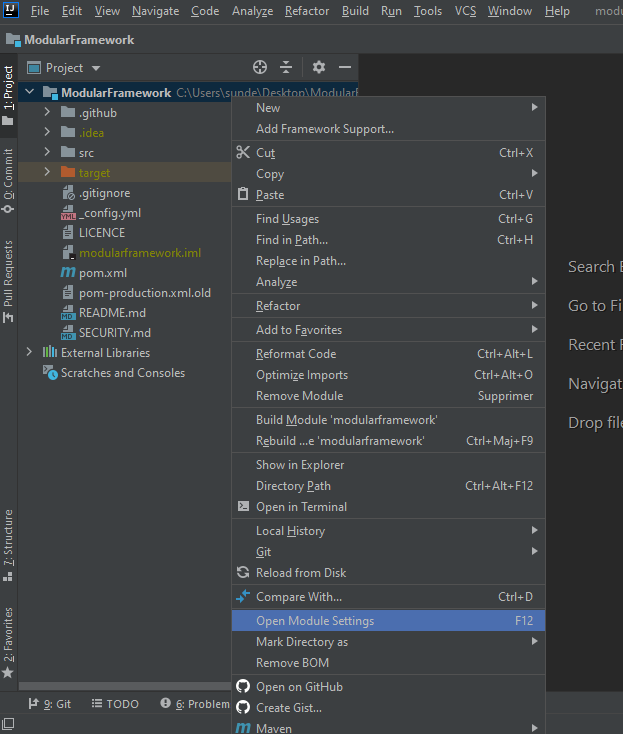 IJ File Edit View Navigate Code Analyze Refactor Build Run Tools VCS Window Help modu
ModularFramework
1: Project
0: Commit
Pull Requests
7: Structure
2: Favorites
Project
ModularFramework C:\Users\sunde\Desktop\ModularF
.github
.idea
src
target
.gitignore
_config.yml
LICENCE
modularframework.iml
pom.xml
pom-production.xml.old
README.md
SECURITY.md
External Libraries
Scratches and Consoles
New
Add Framework Support...
Cut Ctrl+X
Copy
Paste Ctrl+V
Find Usages Ctrl+G
Find in Path... Ctrl+H
Replace in Path...
Analyze
Refactor
Add to Favorites
Reformat Code Ctrl+Alt+L
Optimize Imports Ctrl+Alt+O
Remove Module Supprimer
Build Module 'modularframework'
Rebuild ...e 'modularframework' Ctrl+Maj+F9
Show in Explorer
Directory Path Ctrl+Alt+F12
Open in Terminal
Local History
Git
Reload from Disk
Compare With... Ctrl+D
Open Module Settings F12
Mark Directory as
Remove BOM
Open on GitHub
Create Gist...
Maven
Search E
Go to Fi
Recent F
Navigat
Drop file
9: Git TODO 6: Problem